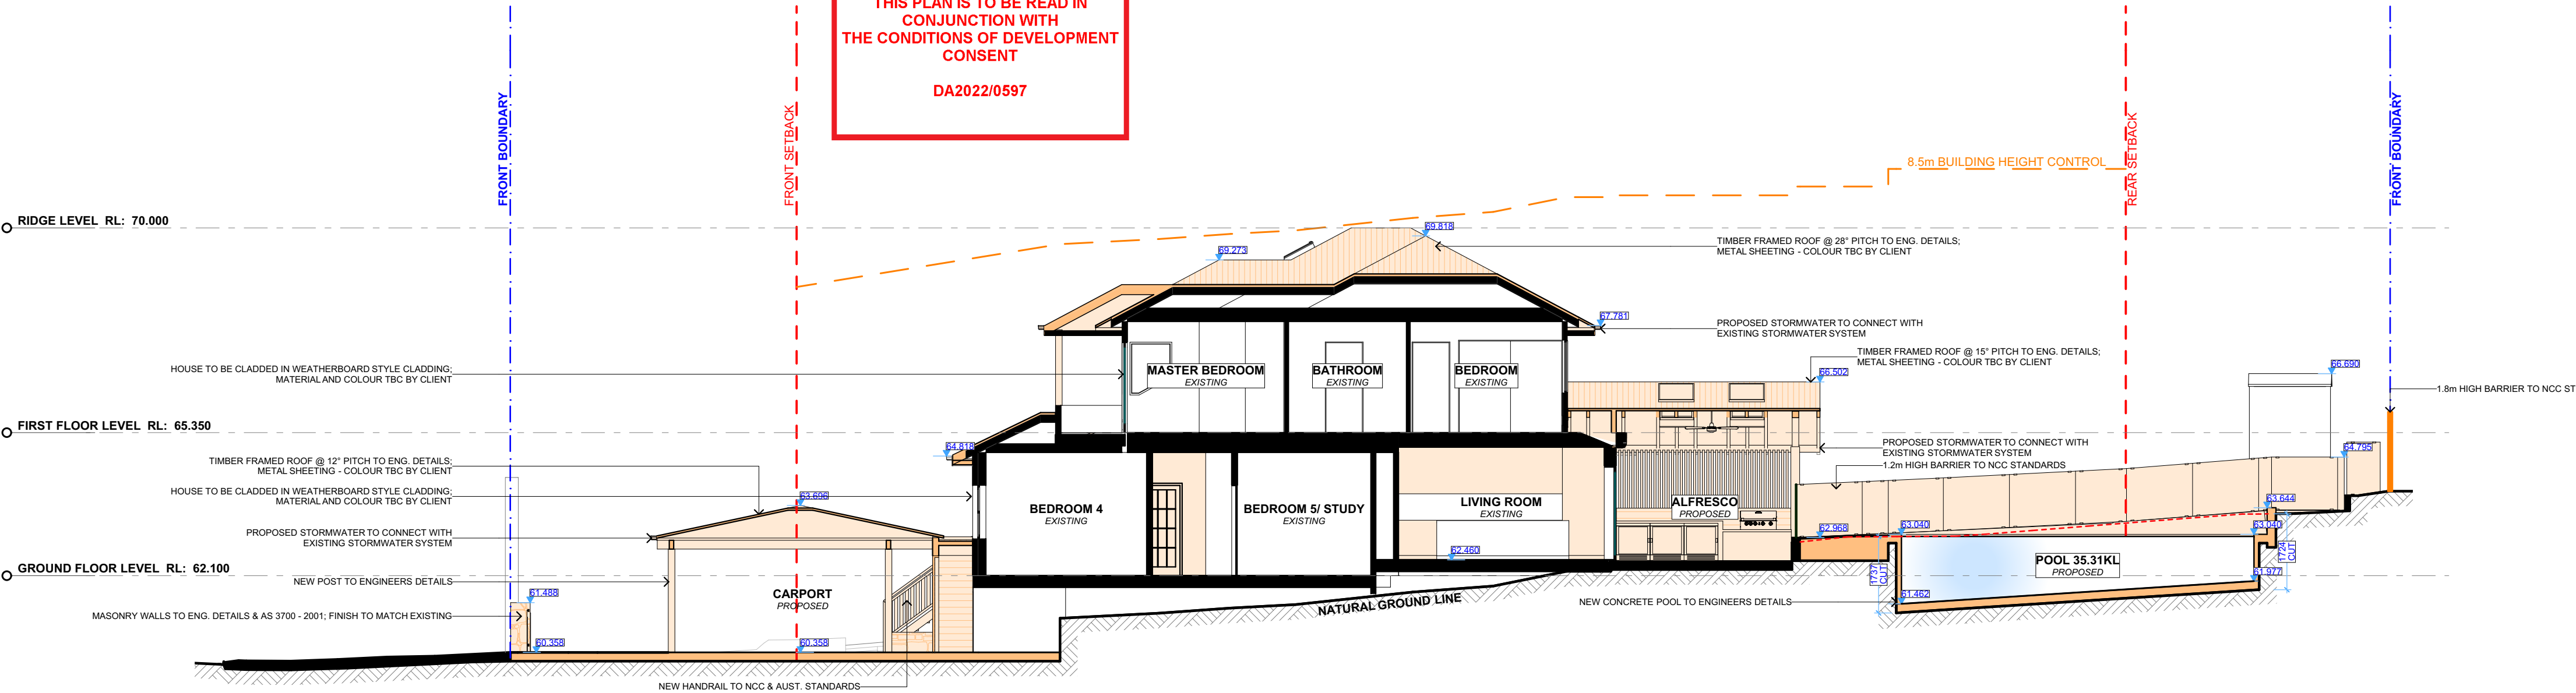 THIS PLAN IS TO BE READ IN
CONJUNCTION WITH
THE CONDITIONS OF DEVELOPMENT
CONSENT
DA2022/0597
FRONT BOUNDARY
FRONT SETBACK
8.5m BUILDING HEIGHT CONTROL
REAR SETBACK
FRONT BOUNDARY
RIDGE LEVEL RL: 70.000
69.273
69.818
TIMBER FRAMED ROOF @ 28° PITCH TO ENG. DETAILS;
METAL SHEETING - COLOUR TBC BY CLIENT
67.781
PROPOSED STORMWATER TO CONNECT WITH
EXISTING STORMWATER SYSTEM
TIMBER FRAMED ROOF @ 15° PITCH TO ENG. DETAILS;
METAL SHEETING - COLOUR TBC BY CLIENT
66.502
66.690
1.8m HIGH BARRIER TO NCC ST
HOUSE TO BE CLADDED IN WEATHERBOARD STYLE CLADDING;
MATERIAL AND COLOUR TBC BY CLIENT
MASTER BEDROOM
EXISTING
BATHROOM
EXISTING
BEDROOM
EXISTING
FIRST FLOOR LEVEL RL: 65.350
64.818
PROPOSED STORMWATER TO CONNECT WITH
EXISTING STORMWATER SYSTEM
1.2m HIGH BARRIER TO NCC STANDARDS
64.795
TIMBER FRAMED ROOF @ 12° PITCH TO ENG. DETAILS;
METAL SHEETING - COLOUR TBC BY CLIENT
HOUSE TO BE CLADDED IN WEATHERBOARD STYLE CLADDING;
MATERIAL AND COLOUR TBC BY CLIENT
63.696
BEDROOM 4
EXISTING
BEDROOM 5/ STUDY
EXISTING
LIVING ROOM
EXISTING
ALFRESCO
PROPOSED
63.644
PROPOSED STORMWATER TO CONNECT WITH
EXISTING STORMWATER SYSTEM
62.460
62.968
63.040
63.040
1724
CUT
POOL 35.31KL
PROPOSED
61.977
1737
CUT
61.462
GROUND FLOOR LEVEL RL: 62.100
NEW POST TO ENGINEERS DETAILS
61.488
CARPORT
PROPOSED
NATURAL GROUND LINE
NEW CONCRETE POOL TO ENGINEERS DETAILS
MASONRY WALLS TO ENG. DETAILS & AS 3700 - 2001; FINISH TO MATCH EXISTING
60.358
60.358
NEW HANDRAIL TO NCC & AUST. STANDARDS